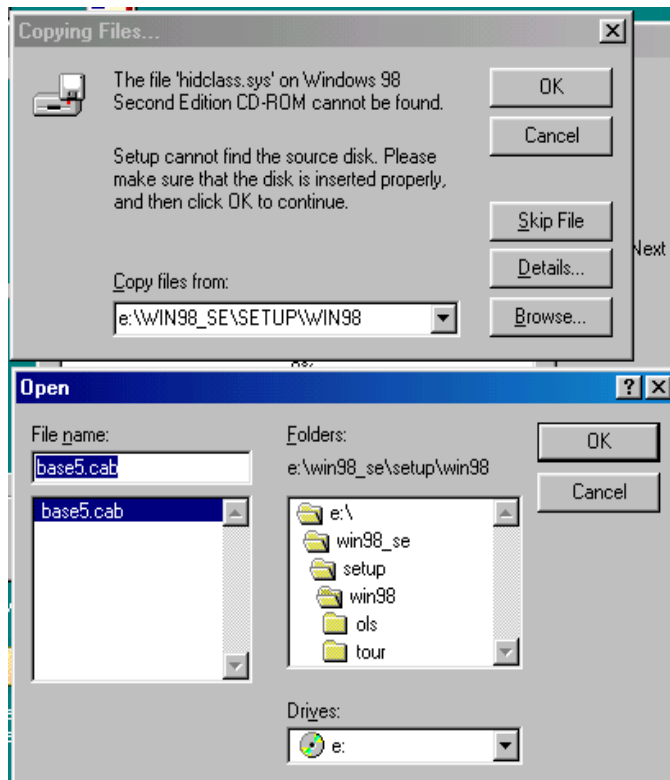 Copying Files...
The file 'hidclass.sys' on Windows 98
Second Edition CD-ROM cannot be found.
OK
Cancel
Setup cannot find the source disk. Please
make sure that the disk is inserted properly,
and then click OK to continue.
Skip File
Next
Details...
Copy files from:
e:\WIN98_SE\SETUP\WIN98
Browse...
Open
File name:
Folders:
OK
base5.cab
e:\win98_se\setup\win98
Cancel
base5.cab
e:\
win98_se
setup
win98
ols
tour
Drives:
e: